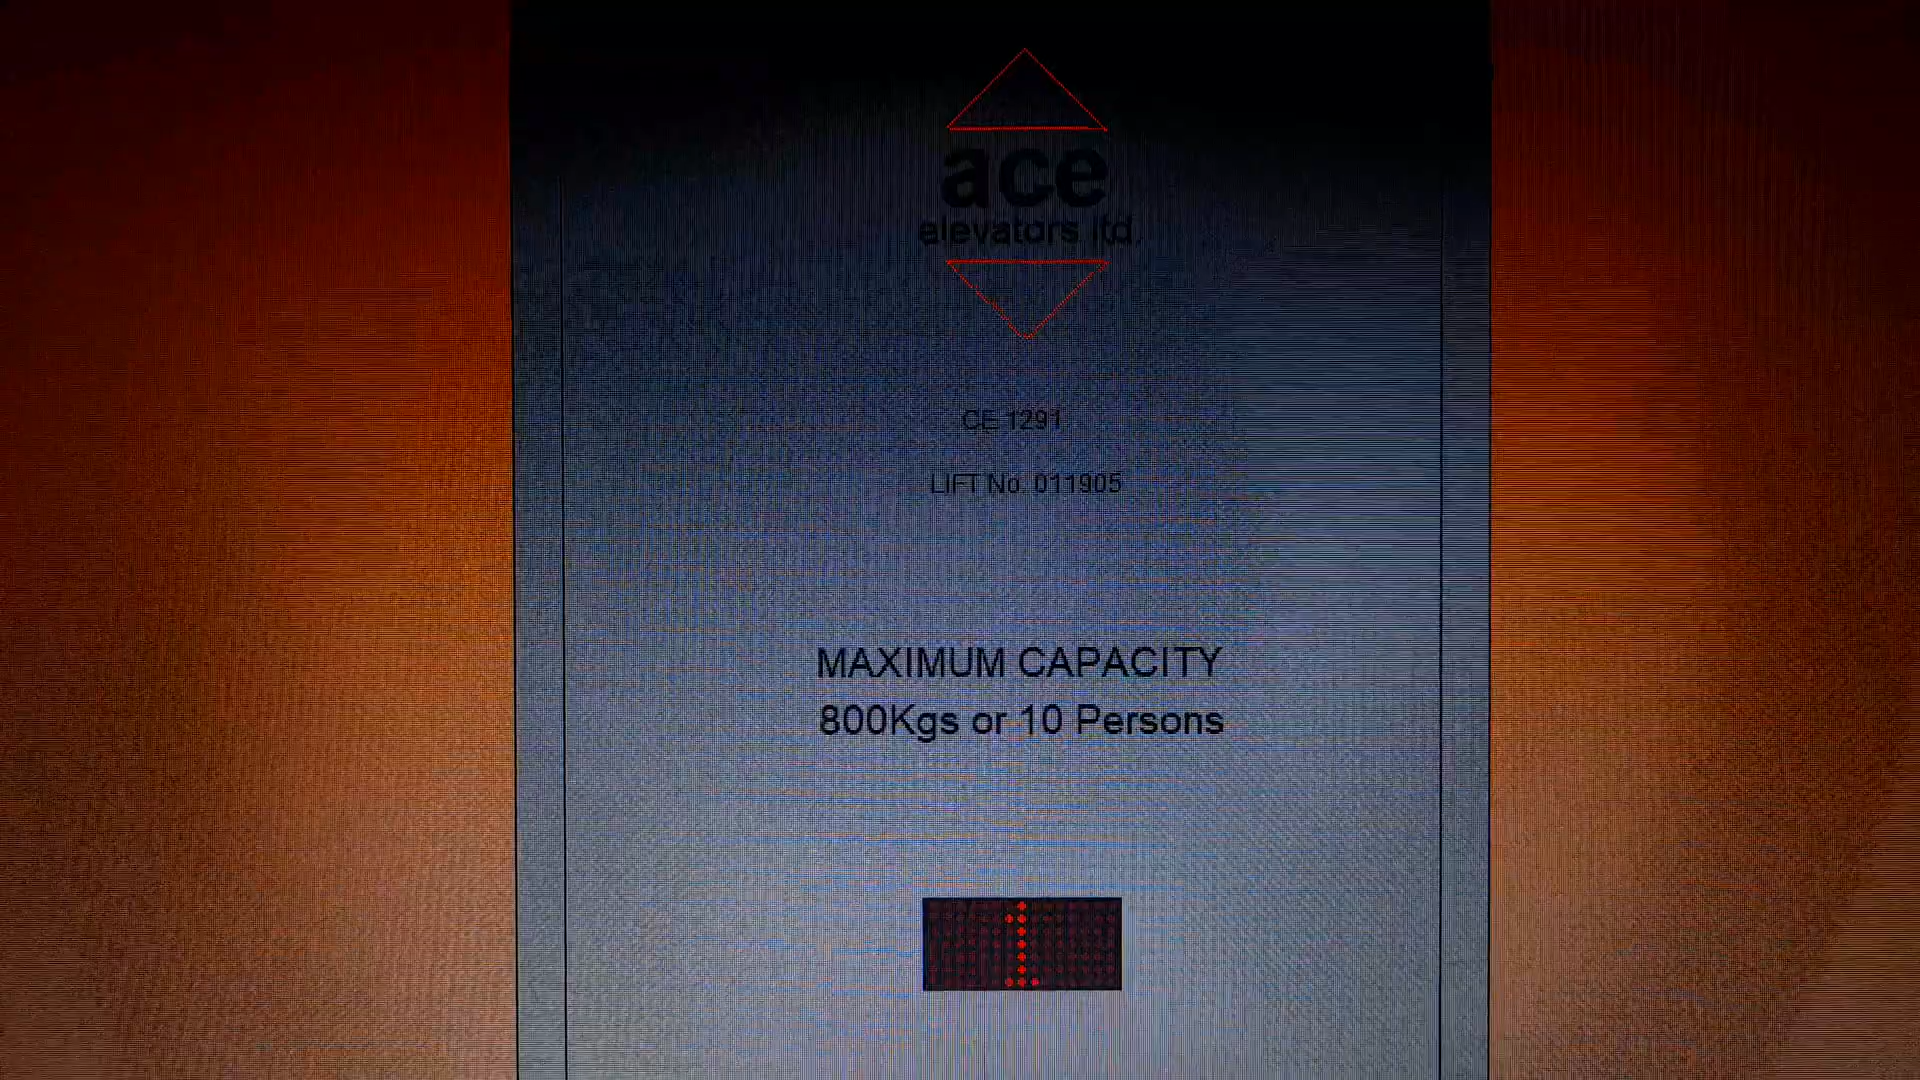 ace
elevators ltd.
CE 1291
LIFT No. 011905
MAXIMUM CAPACITY
800Kgs or 10 Persons
1